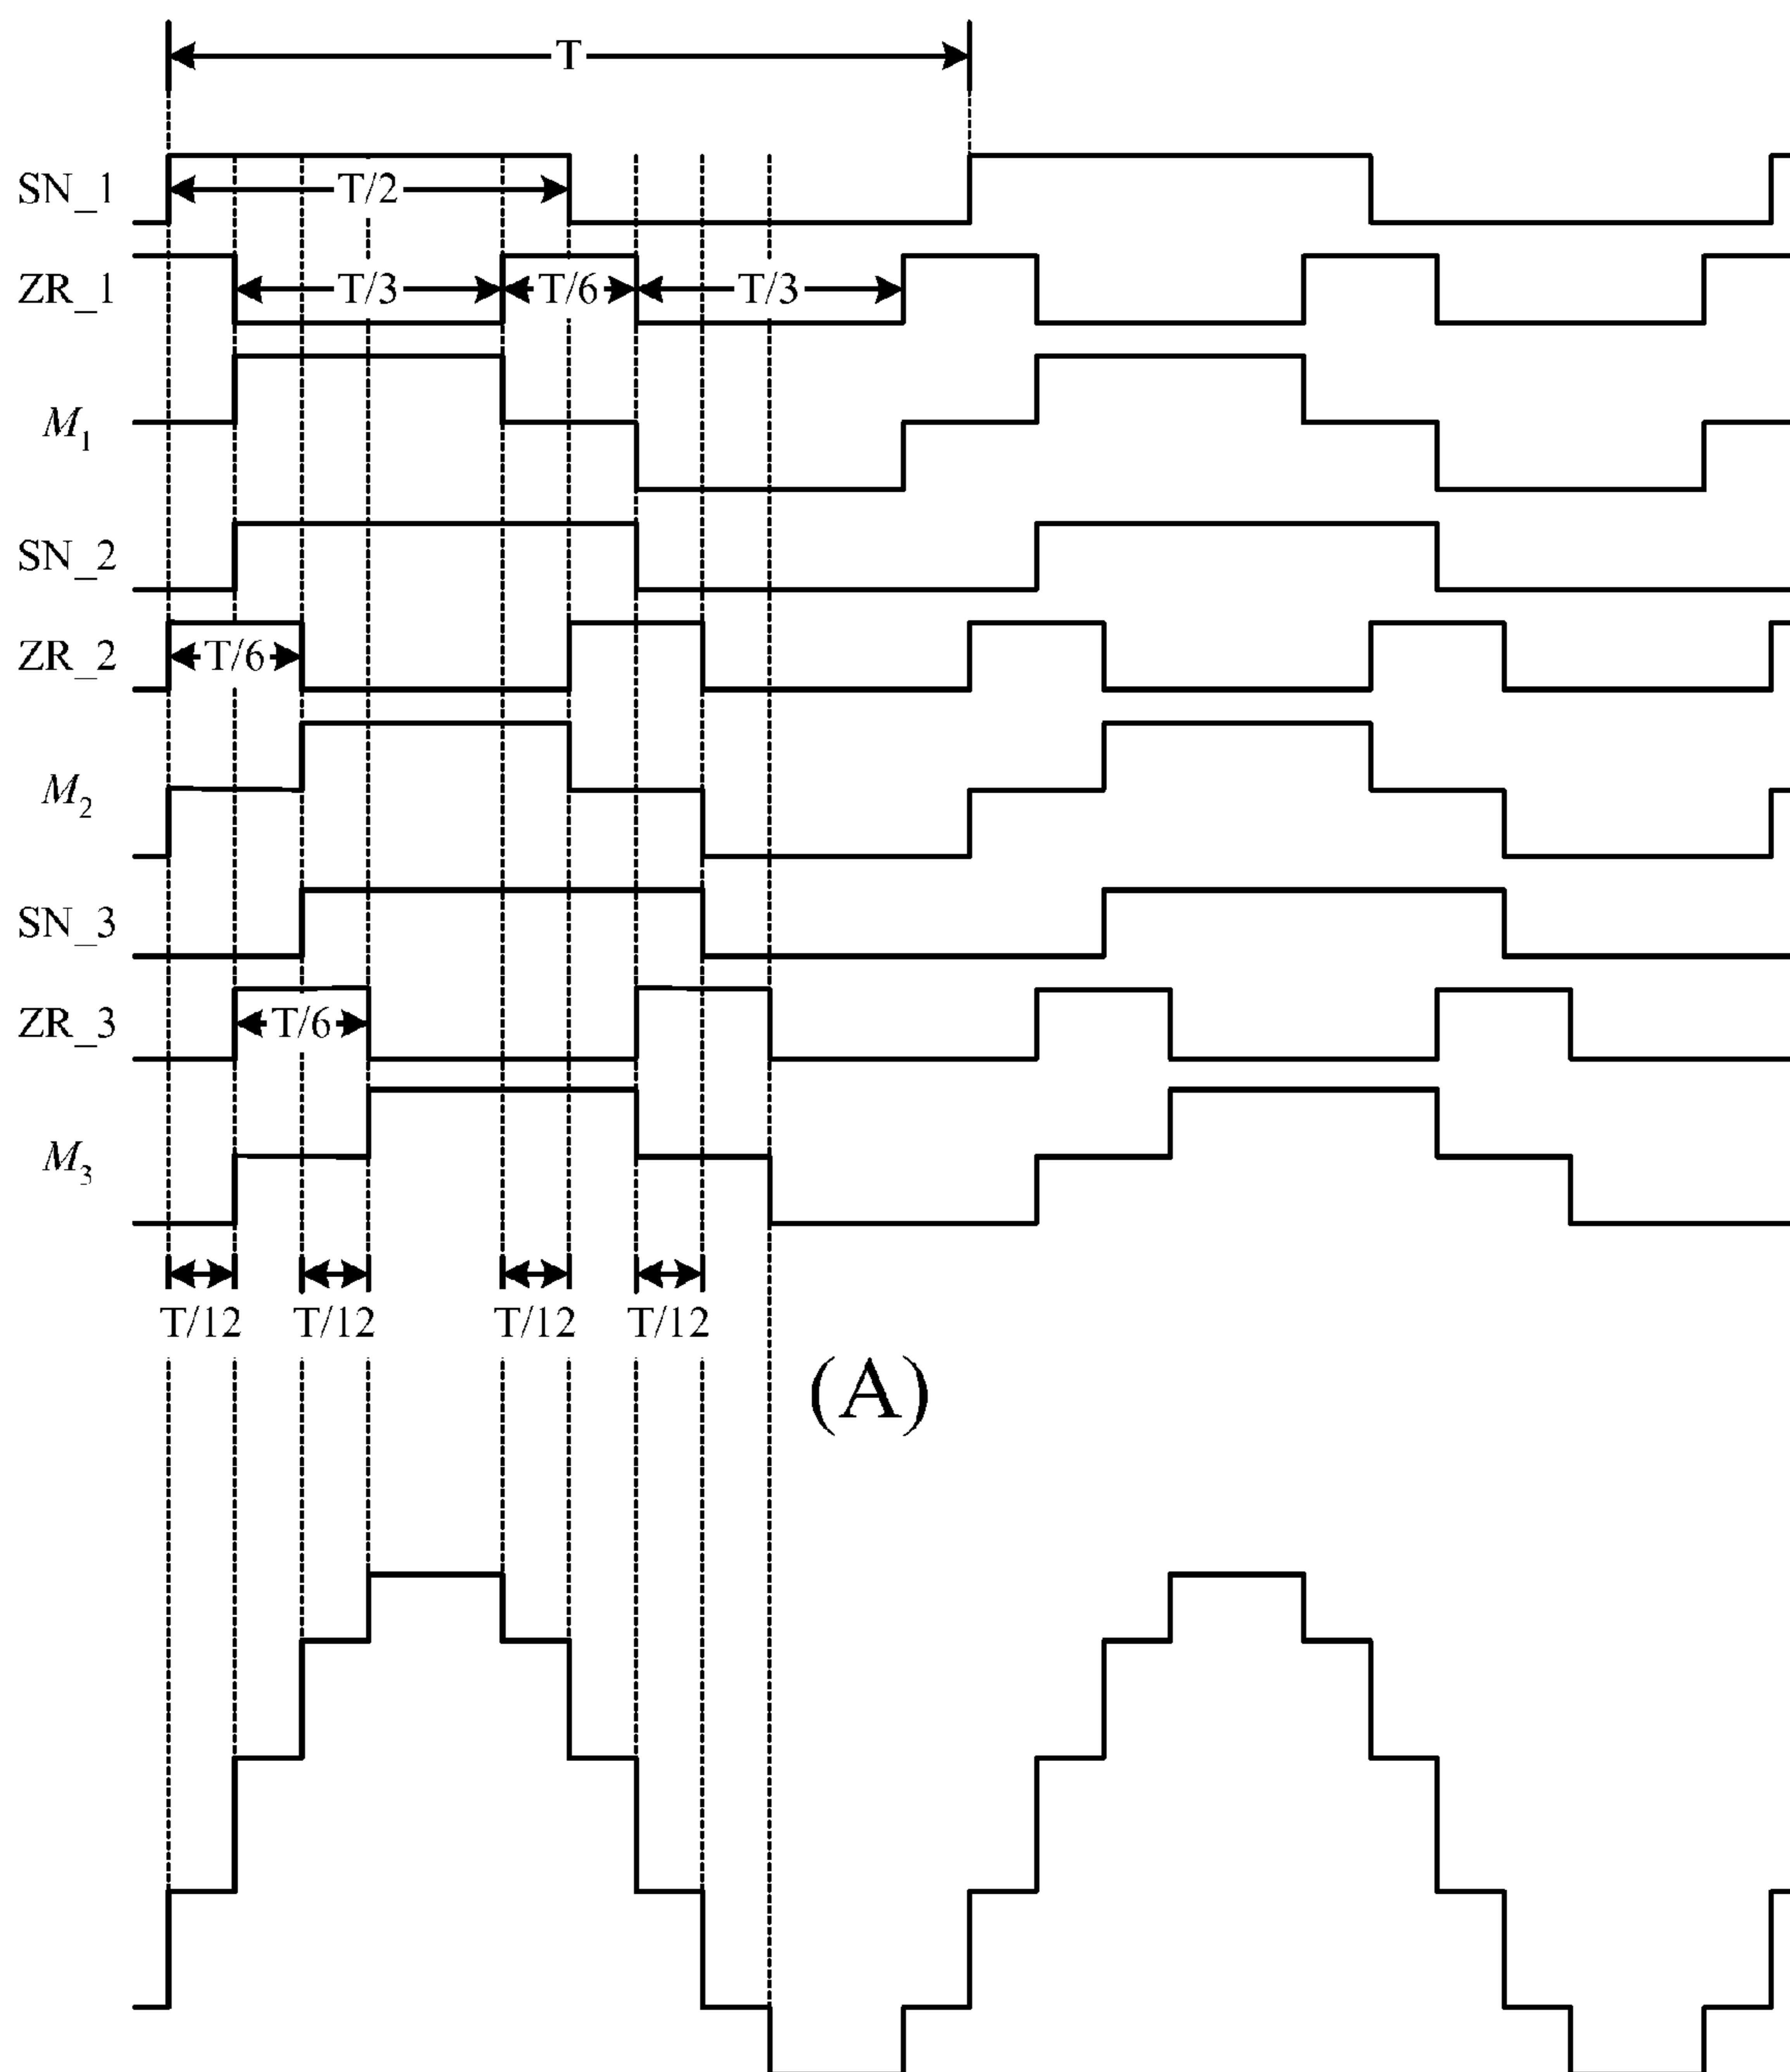 T
SN_1 T/2
ZR_1 T/3 T/6 T/3
M1
SN_2
ZR_2 T/6
M2
SN_3
ZR_3 T/6
M3
T/12 T/12 T/12 T/12
(A)